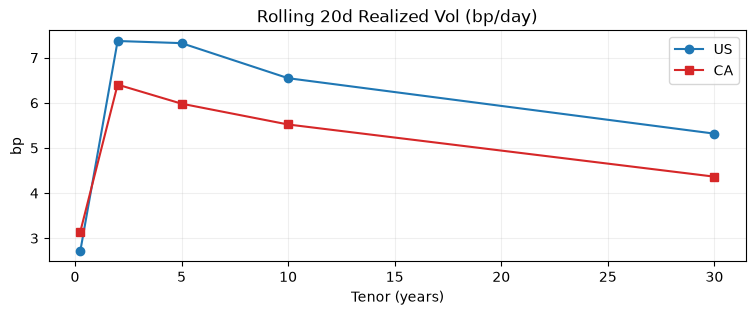 Rolling 20d Realized Vol (bp/day)
US
CA
bp
7
6
5
4
3
0 5 10 15 20 25 30
Tenor (years)